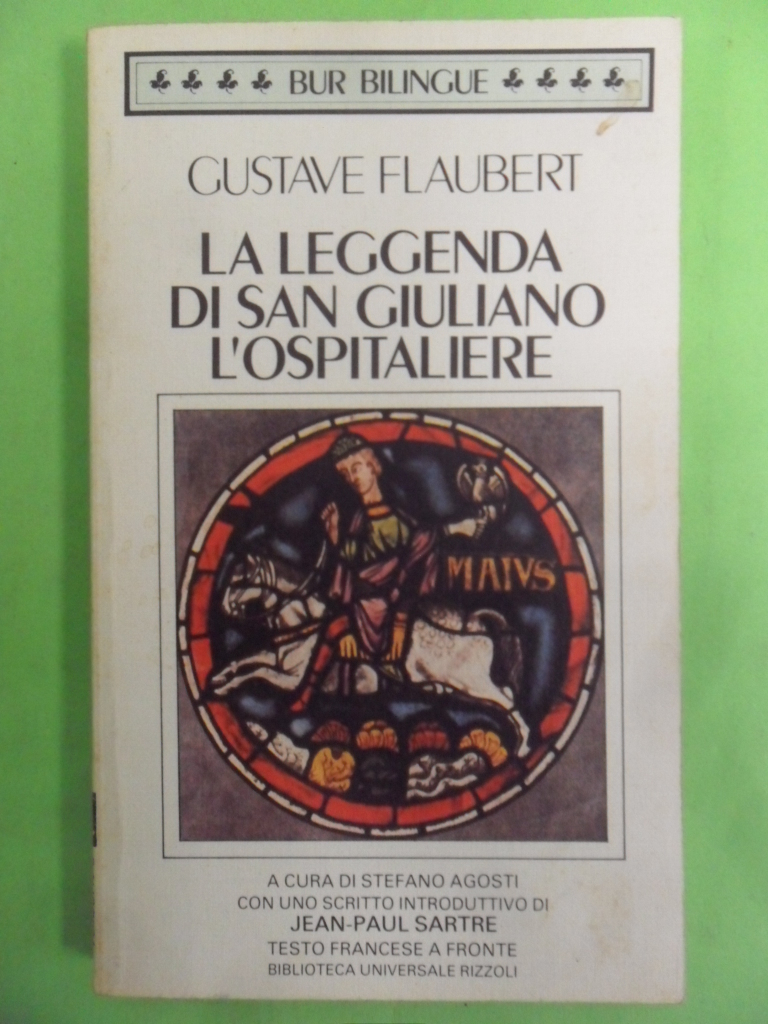 BUR BILINGUE
GUSTAVE FLAUBERT
LA LEGGENDA
DI SAN GIULIANO
L'OSPITALIERE
MAIVS
A CURA DI STEFANO AGOSTI
CON UNO SCRITTO INTRODUTTIVO DI
JEAN-PAUL SARTRE
TESTO FRANCESE A FRONTE
BIBLIOTECA UNIVERSALE RIZZOLI